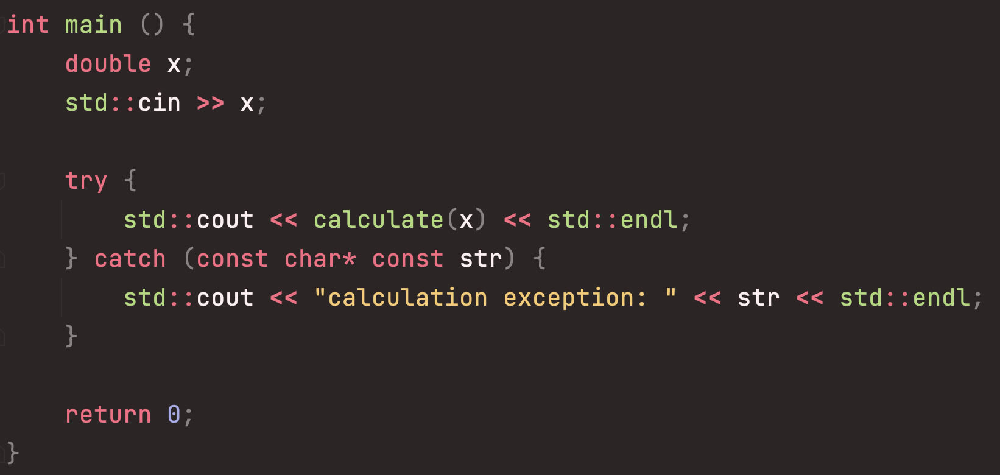 int main () {
    double x;
    std::cin >> x;

    try {
        std::cout << calculate(x) << std::endl;
    } catch (const char* const str) {
        std::cout << "calculation exception: " << str << std::endl;
    }

    return 0;
}